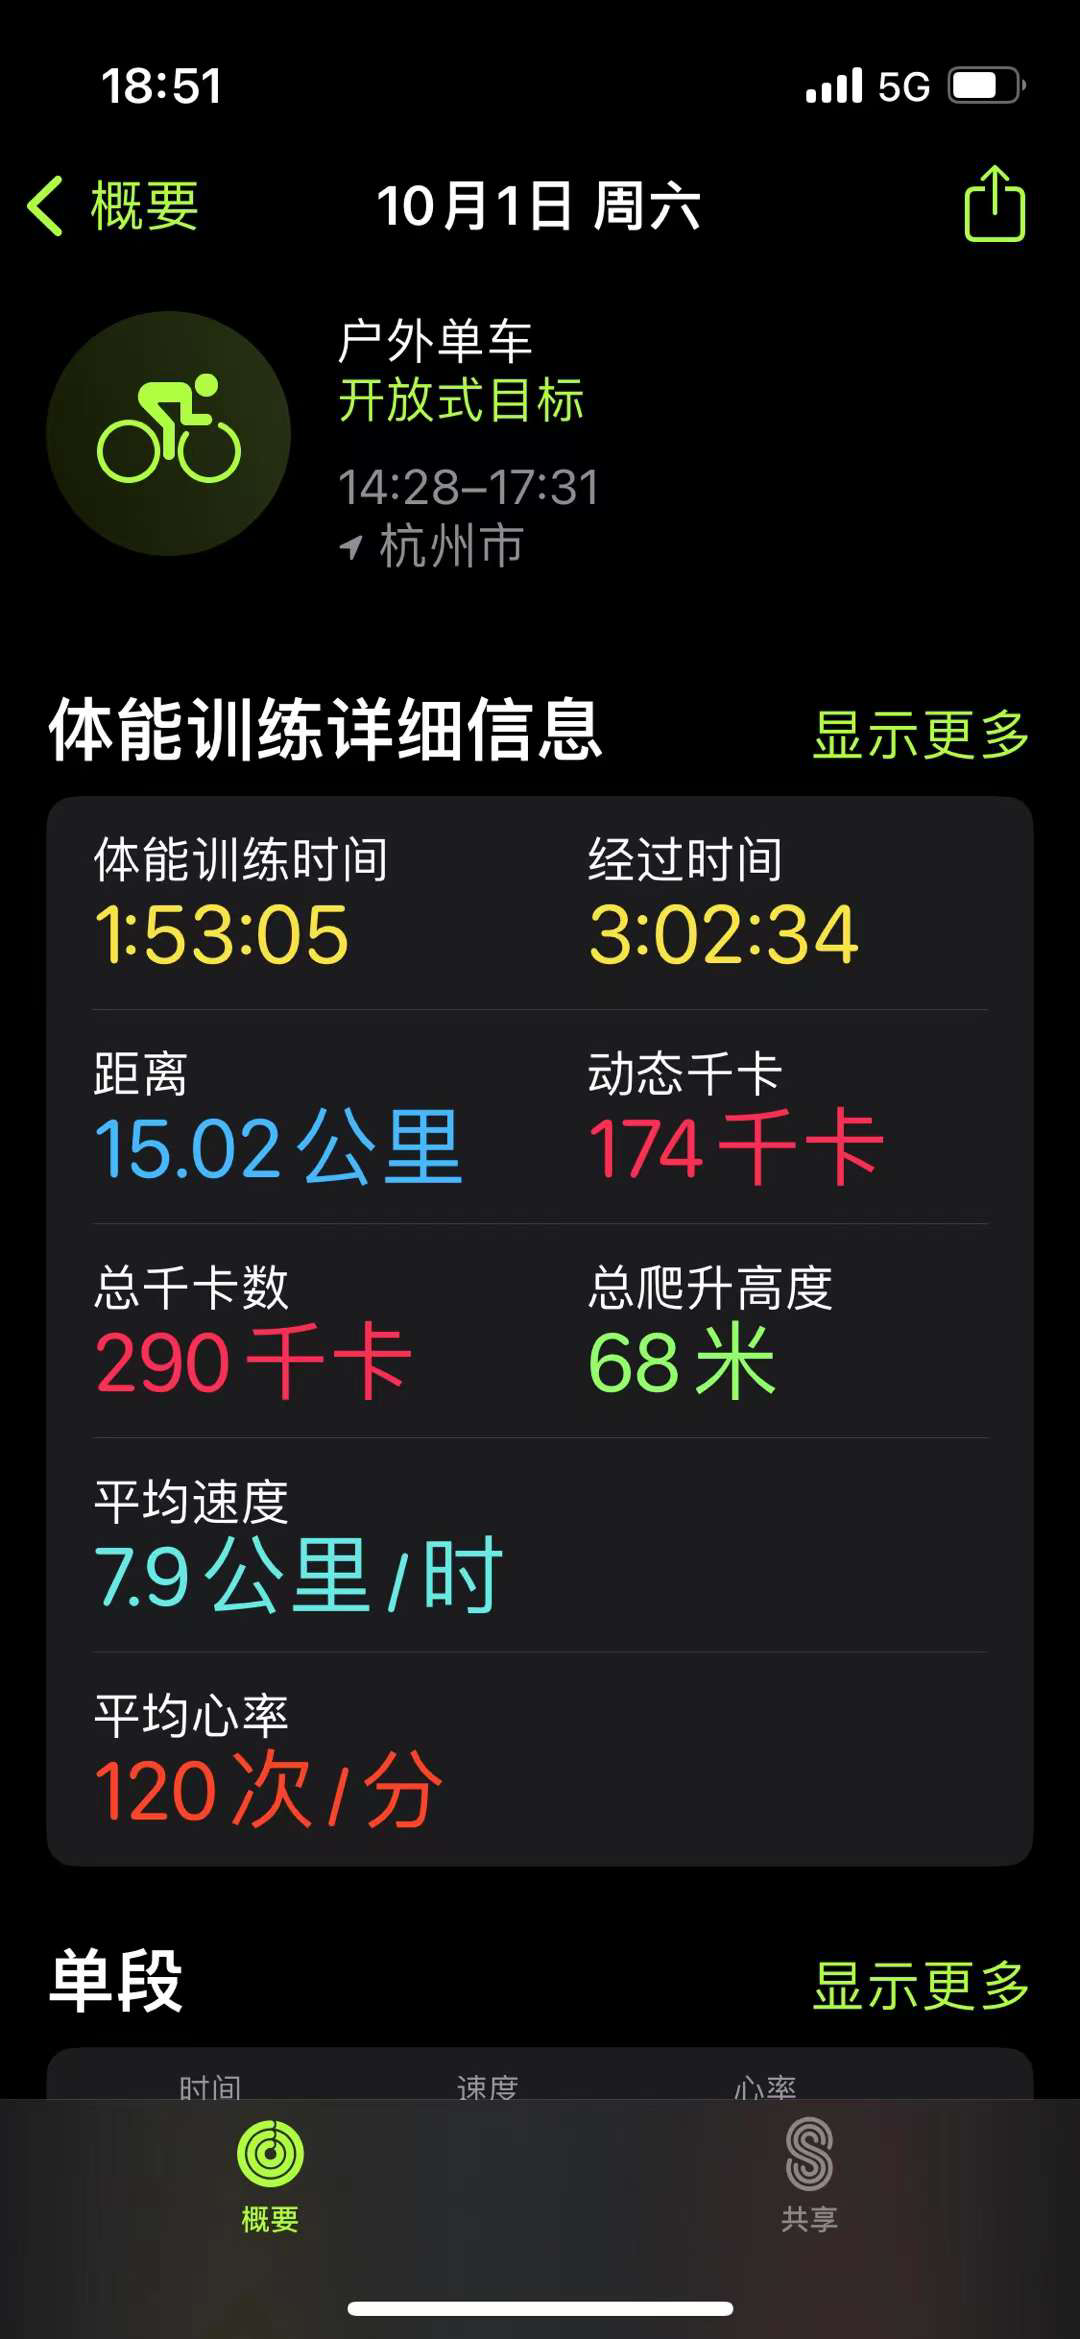 18:51
5G
概要
10月1日 周六
户外单车
开放式目标
14:28–17:31
杭州市
体能训练详细信息
显示更多
体能训练时间
经过时间
1:53:05
3:02:34
距离
动态千卡
15.02公里
174千卡
总千卡数
总爬升高度
290千卡
68米
平均速度
7.9公里/时
平均心率
120次/分
单段
显示更多
时间
速度
心率
概要
共享